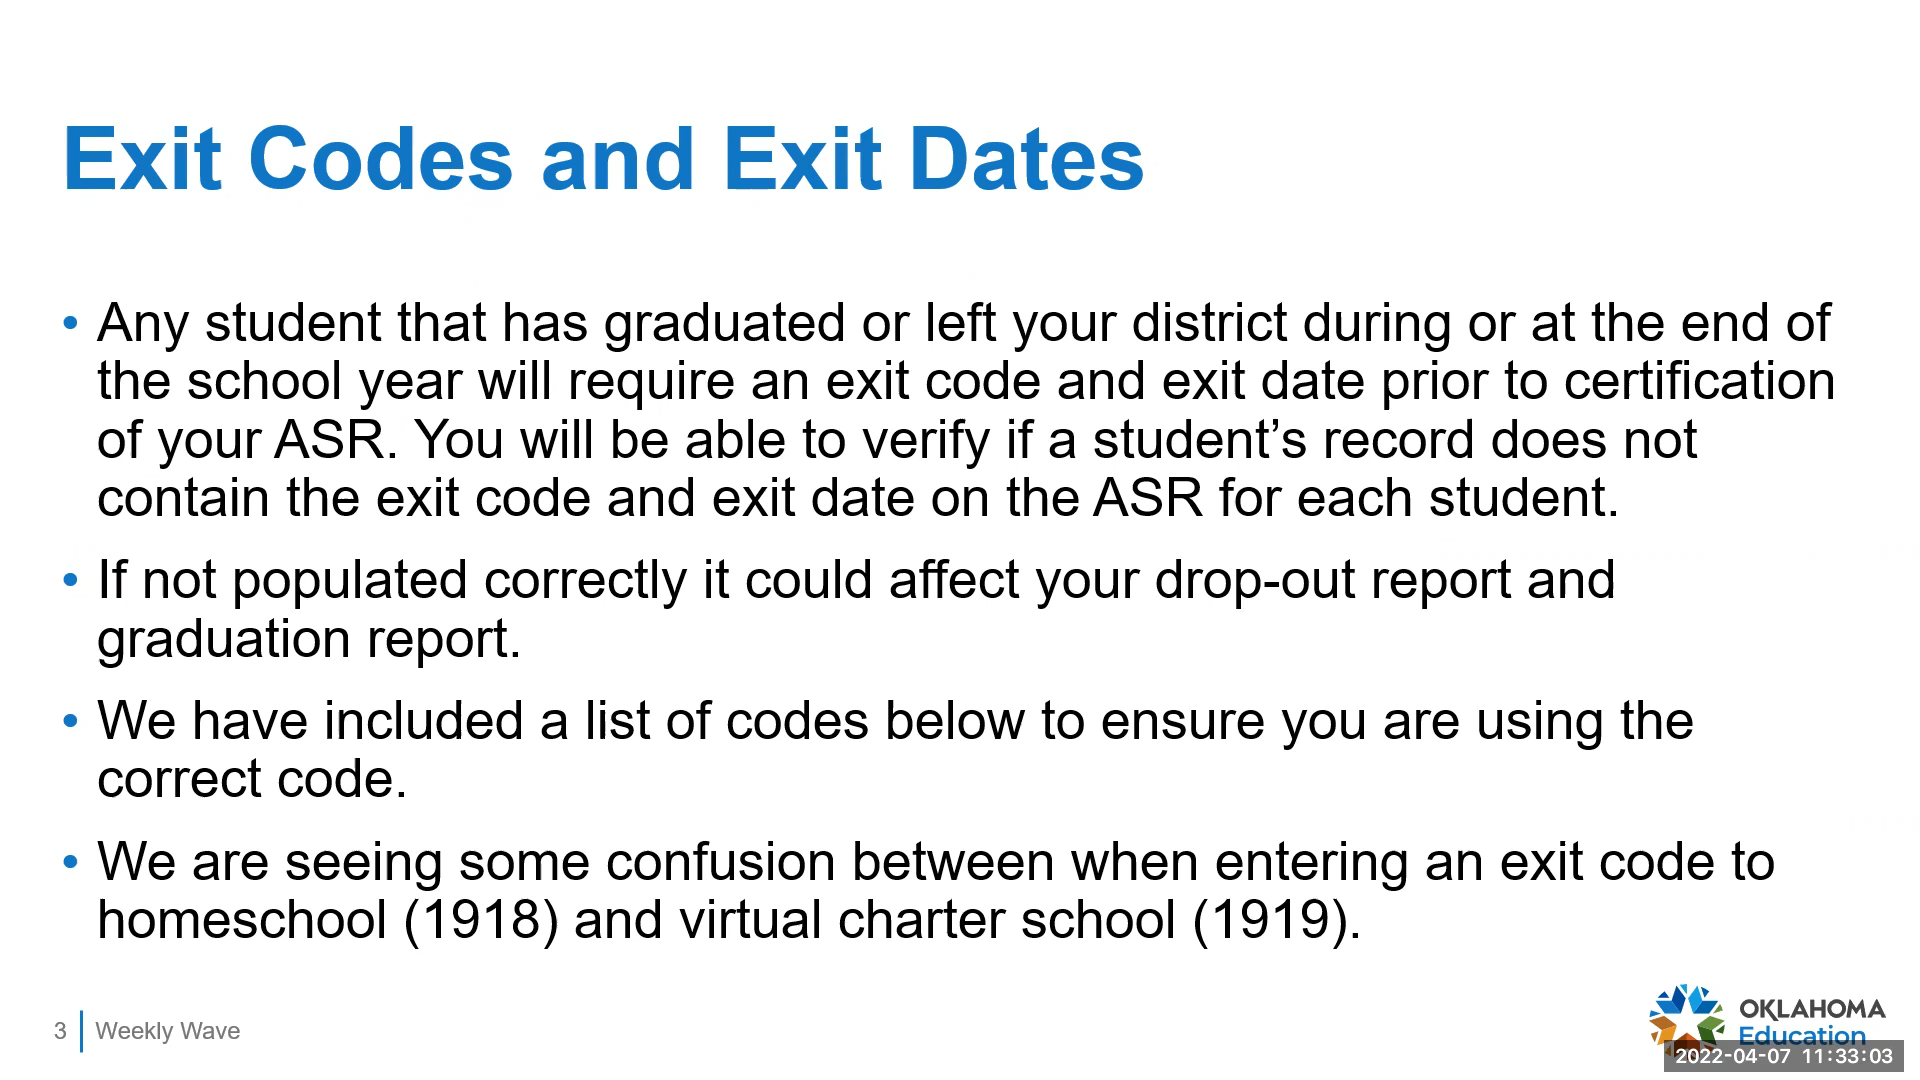 Exit Codes and Exit Dates
• Any student that has graduated or left your district during or at the end of
the school year will require an exit code and exit date prior to certification
of your ASR. You will be able to verify if a student’s record does not
contain the exit code and exit date on the ASR for each student.
• If not populated correctly it could affect your drop-out report and
graduation report.
• We have included a list of codes below to ensure you are using the
correct code.
• We are seeing some confusion between when entering an exit code to
homeschool (1918) and virtual charter school (1919).
3 Weekly Wave
OKLAHOMA
Education
2022-04-07 11:33:03